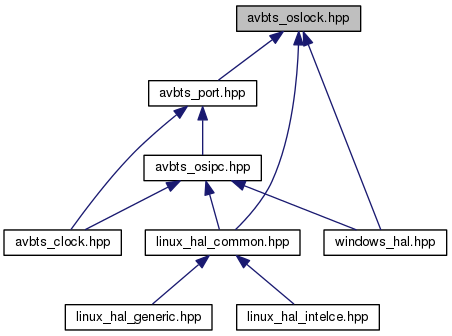 avbts_oslock.hpp
avbts_port.hpp
avbts_osipc.hpp
avbts_clock.hpp
linux_hal_common.hpp
windows_hal.hpp
linux_hal_generic.hpp
linux_hal_intelce.hpp